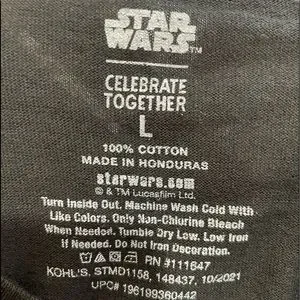 STAR
WARS™
CELEBRATE
TOGETHER
L
100% COTTON
MADE IN HONDURAS
starwars.com
© & TM Lucasfilm Ltd.
Turn Inside Out. Machine Wash Cold With
Like Colors. Only Non-Chlorine Bleach
When Needed. Tumble Dry Low. Low Iron
If Needed. Do Not Iron Decoration.
RN #111647
KOHL'S, STMD1158, 148437, 10/2021
UPC# 196199360442